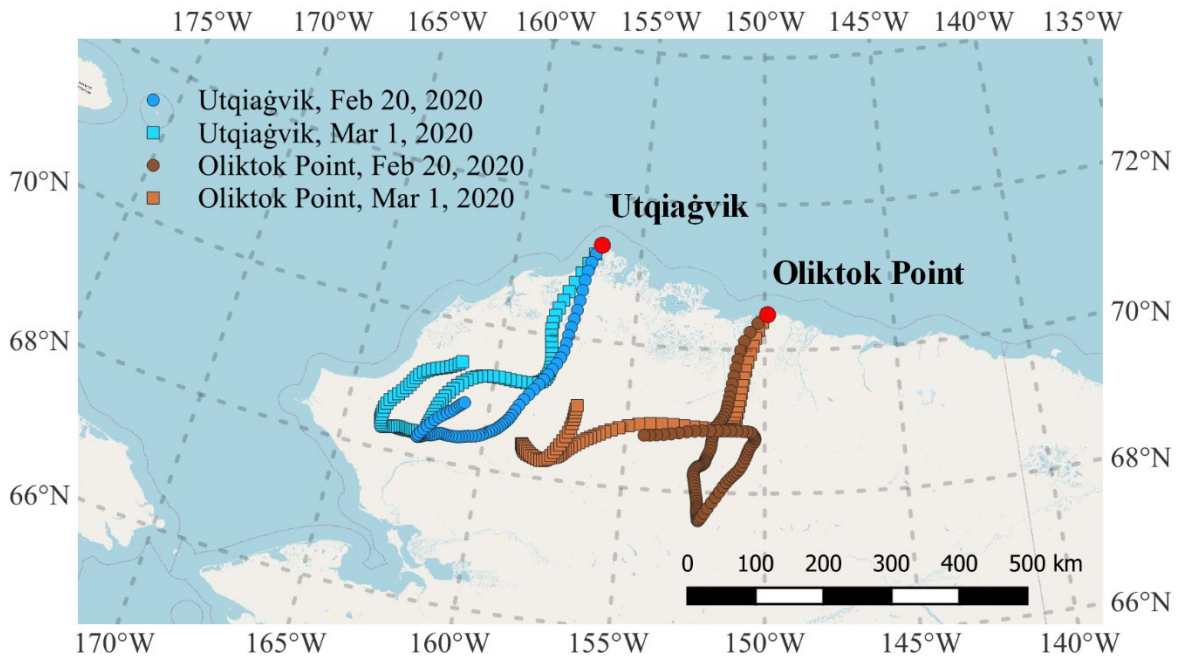 175°W 170°W 165°W 160°W 155°W 150°W 145°W 140°W 135°W
Utqiaġvik, Feb 20, 2020
Utqiaġvik, Mar 1, 2020
Oliktok Point, Feb 20, 2020
Oliktok Point, Mar 1, 2020
72°N
70°N
Utqiaġvik
Oliktok Point
70°N
68°N
68°N
66°N
0 100 200 300 400 500 km
66°N
170°W 165°W 160°W 155°W 150°W 145°W 140°W